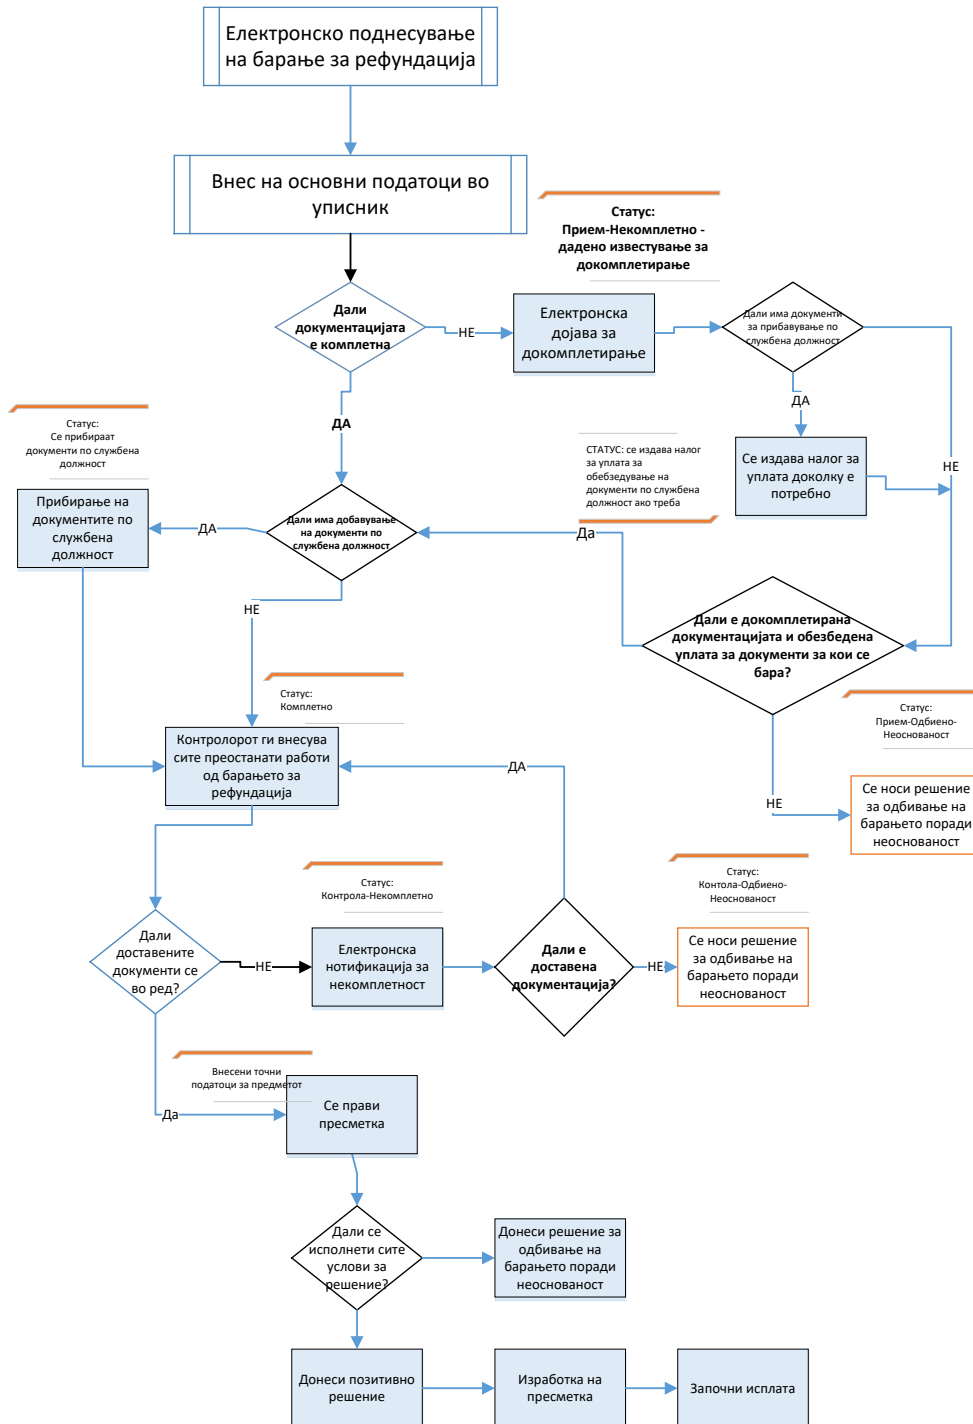 Електронско поднесување
на барање за рефундација
Внес на основни податоци во
уписник
Статус:
Прием-Некомплетно -
дадено известување за
докомплетирање
Дали
документацијата
е комплетна
НЕ
Електронска
дојава за
докомплетирање
Дали има документи
за прибавување по
службена должност
ДА
НЕ
Се издава налог за
уплата доколку е
потребно
ДА
Статус:
Се прибираат
документи по службена
должност
СТАТУС: се издава налог
за уплата за
обебзедување на
документи по службена
должност ако треба
Прибирање на
документите по
службена
должност
ДА
Дали има добавување
на документи по
службена должност
Да
НЕ
Дали е докомплетирана
документацијата и обезбедена
уплата за документи за кои се
бара?
Статус:
Комплетно
Статус:
Прием-Одбиено-
Неоснованост
Контролорот ги внесува
сите преостанати работи
од барањето за
рефундација
ДА
НЕ
Се носи решение
за одбивање на
барањето поради
неоснованост
Статус:
Контрола-Некомплетно
Статус:
Контола-Одбиено-
Неоснованост
Дали
доставените
документи се
во ред?
НЕ
Електронска
нотификација за
некомплетност
Дали е
доставена
документација?
НЕ
Се носи решение
за одбивање на
барањето поради
неоснованост
Внесени точни
податоци за предметот
Да
Се прави
пресметка
Дали се
исполнети сите
услови за
решение?
Донеси решение за
одбивање на
барањето поради
неоснованост
Донеси позитивно
решение
Изработка на
пресметка
Започни исплата